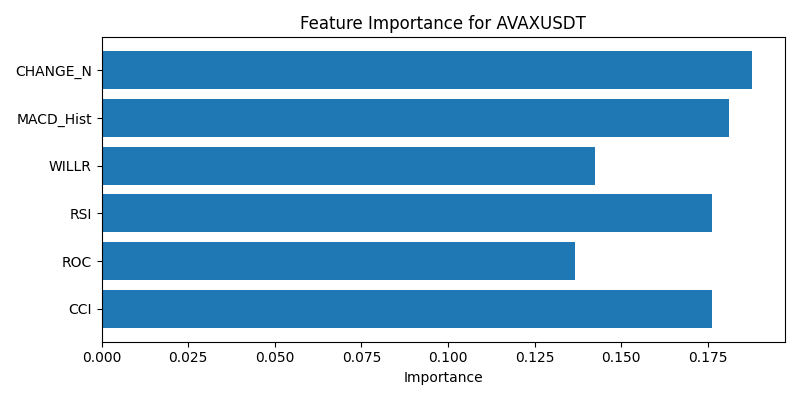 Feature Importance for AVAXUSDT
CHANGE_N
MACD_Hist
WILLR
RSI
ROC
CCI
0.000 0.025 0.050 0.075 0.100 0.125 0.150 0.175
Importance